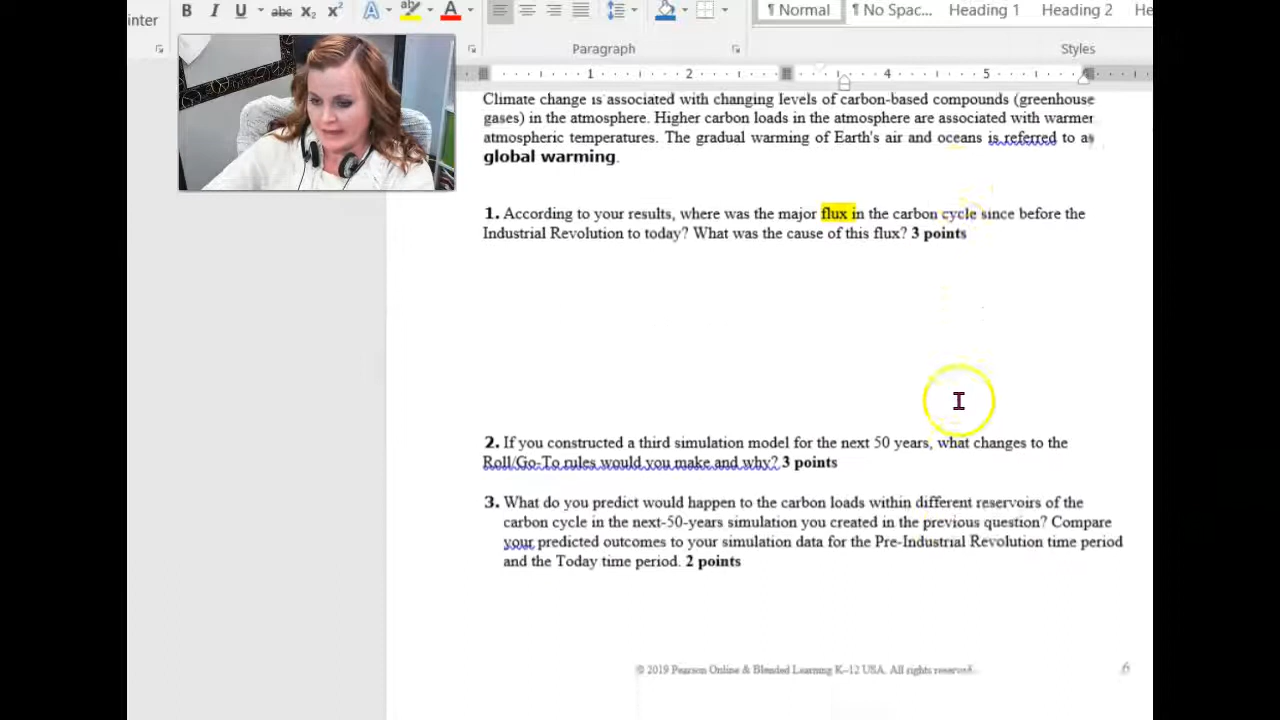 inter
B I U abc x₂ x² A ab A
¶ Normal ¶ No Spac... Heading 1 Heading 2 He
Paragraph
Styles
1 2 4 5
Climate change is associated with changing levels of carbon-based compounds (greenhouse
gases) in the atmosphere. Higher carbon loads in the atmosphere are associated with warmer
atmospheric temperatures. The gradual warming of Earth's air and oceans is referred to as
global warming.
1. According to your results, where was the major flux in the carbon cycle since before the
Industrial Revolution to today? What was the cause of this flux? 3 points
2. If you constructed a third simulation model for the next 50 years, what changes to the
Roll/Go-To rules would you make and why? 3 points
3. What do you predict would happen to the carbon loads within different reservoirs of the
carbon cycle in the next-50-years simulation you created in the previous question? Compare
your predicted outcomes to your simulation data for the Pre-Industrial Revolution time period
and the Today time period. 2 points
© 2019 Pearson Online & Blended Learning K–12 USA. All rights reserved.
6